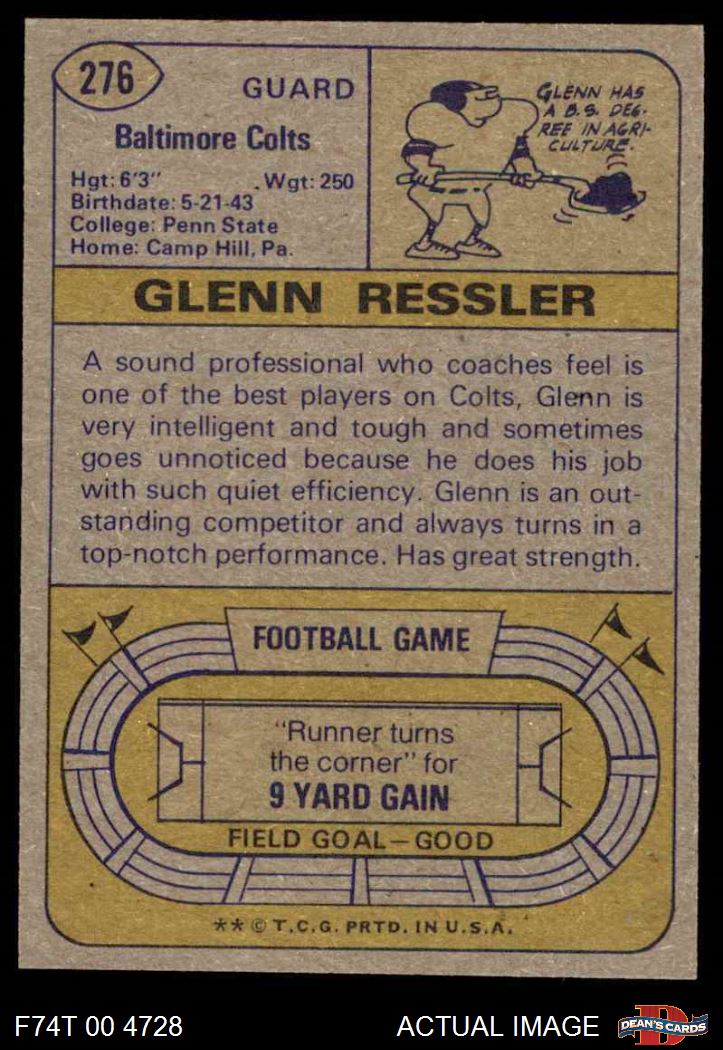 276
GUARD
Baltimore Colts
Hgt: 6'3" Wgt: 250
Birthdate: 5-21-43
College: Penn State
Home: Camp Hill, Pa.
GLENN HAS
A B.S. DEG-
REE IN AGRI-
CULTURE.
GLENN RESSLER
A sound professional who coaches feel is
one of the best players on Colts, Glenn is
very intelligent and tough and sometimes
goes unnoticed because he does his job
with such quiet efficiency. Glenn is an out-
standing competitor and always turns in a
top-notch performance. Has great strength.
FOOTBALL GAME
"Runner turns
the corner" for
9 YARD GAIN
FIELD GOAL—GOOD
** © T.C.G. PRTD. IN U.S.A.
F74T 00 4728
ACTUAL IMAGE
D
DEAN'S CARDS